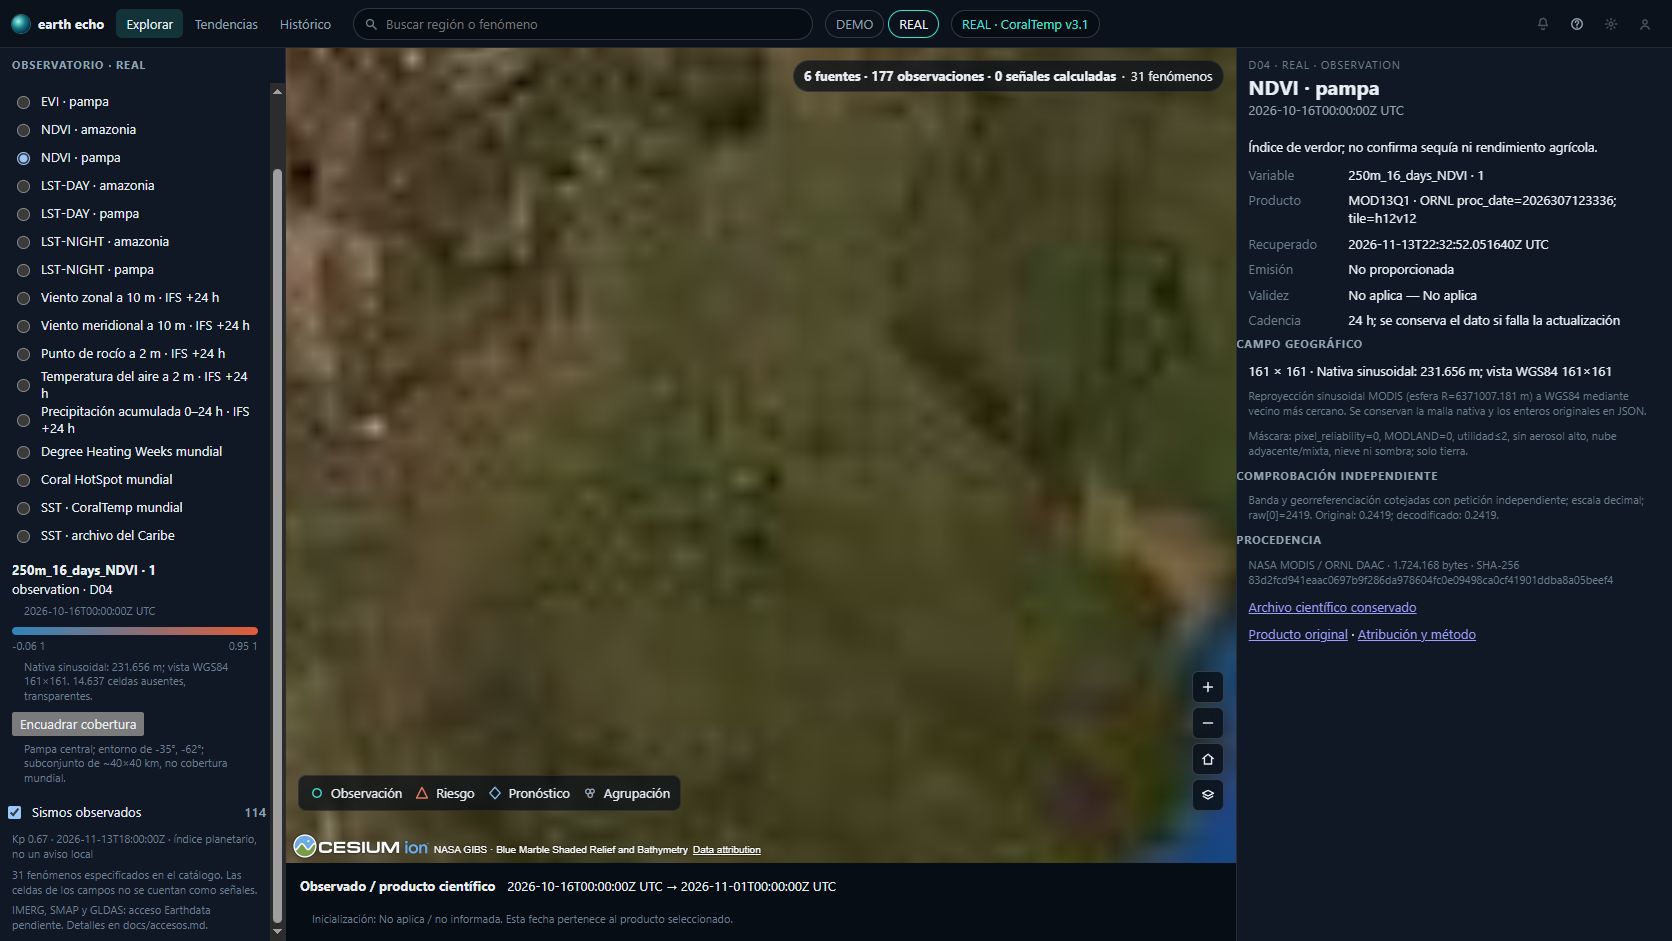 earth echo
Explorar
Tendencias
Histórico
Buscar región o fenómeno
DEMO
REAL
REAL · CoralTemp v3.1
OBSERVATORIO · REAL
EVI · pampa
NDVI · amazonia
NDVI · pampa
LST-DAY · amazonia
LST-DAY · pampa
LST-NIGHT · amazonia
LST-NIGHT · pampa
Viento zonal a 10 m · IFS +24 h
Viento meridional a 10 m · IFS +24 h
Punto de rocío a 2 m · IFS +24 h
Temperatura del aire a 2 m · IFS +24
h
Precipitación acumulada 0–24 h · IFS
+24 h
Degree Heating Weeks mundial
Coral HotSpot mundial
SST · CoralTemp mundial
SST · archivo del Caribe
250m_16_days_NDVI · 1
observation · D04
2026-10-16T00:00:00Z UTC
-0.06 1
0.95 1
Nativa sinusoidal: 231.656 m; vista WGS84
161×161. 14.637 celdas ausentes,
transparentes.
Encuadrar cobertura
Pampa central; entorno de -35°, -62°;
subconjunto de ~40×40 km, no cobertura
mundial.
Sismos observados
114
Kp 0.67 · 2026-11-13T18:00:00Z · índice planetario,
no un aviso local
31 fenómenos especificados en el catálogo. Las
celdas de los campos no se cuentan como señales.
IMERG, SMAP y GLDAS: acceso Earthdata
pendiente. Detalles en docs/accesos.md.
6 fuentes · 177 observaciones · 0 señales calculadas · 31 fenómenos
Observación
Riesgo
Pronóstico
Agrupación
CESIUM ion NASA GIBS · Blue Marble Shaded Relief and Bathymetry Data attribution
Observado / producto científico 2026-10-16T00:00:00Z UTC → 2026-11-01T00:00:00Z UTC
Inicialización: No aplica / no informada. Esta fecha pertenece al producto seleccionado.
D04 · REAL · OBSERVATION
NDVI · pampa
2026-10-16T00:00:00Z UTC
Índice de verdor; no confirma sequía ni rendimiento agrícola.
Variable 250m_16_days_NDVI · 1
Producto MOD13Q1 · ORNL proc_date=2026307123336;
tile=h12v12
Recuperado 2026-11-13T22:32:52.051640Z UTC
Emisión No proporcionada
Validez No aplica — No aplica
Cadencia 24 h; se conserva el dato si falla la actualización
CAMPO GEOGRÁFICO
161 × 161 · Nativa sinusoidal: 231.656 m; vista WGS84 161×161
Reproyección sinusoidal MODIS (esfera R=6371007.181 m) a WGS84 mediante
vecino más cercano. Se conservan la malla nativa y los enteros originales en JSON.
Máscara: pixel_reliability=0, MODLAND=0, utilidad≤2, sin aerosol alto, nube
adyacente/mixta, nieve ni sombra; solo tierra.
COMPROBACIÓN INDEPENDIENTE
Banda y georreferenciación cotejadas con petición independiente; escala decimal;
raw[0]=2419. Original: 0.2419; decodificado: 0.2419.
PROCEDENCIA
NASA MODIS / ORNL DAAC · 1.724.168 bytes · SHA-256
83d2fcd941eaac0697b9f286da978604fc0e09498ca0cf41901ddba8a05beef4
Archivo científico conservado
Producto original · Atribución y método